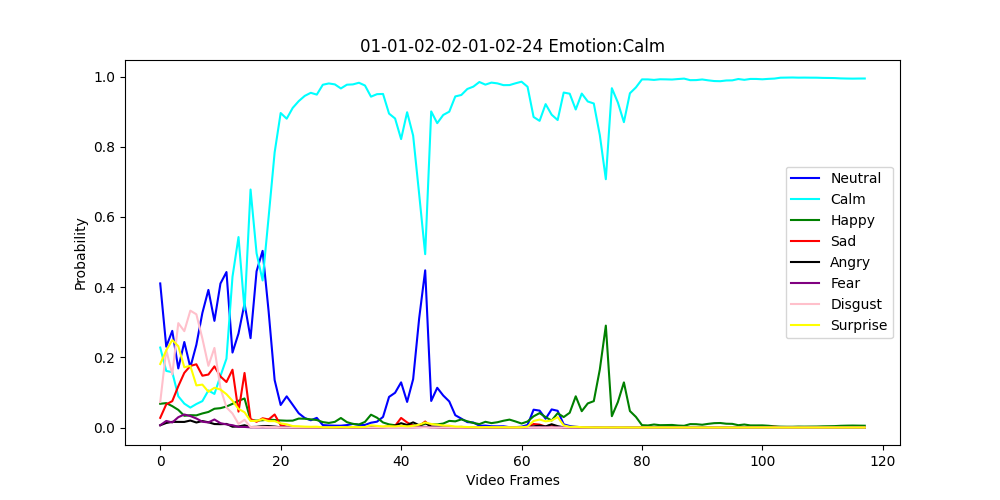 01-01-02-02-01-02-24 Emotion:Calm
1.0
0.8
0.6
0.4
0.2
0.0
Probability
Neutral
Calm
Happy
Sad
Angry
Fear
Disgust
Surprise
0 20 40 60 80 100 120
Video Frames